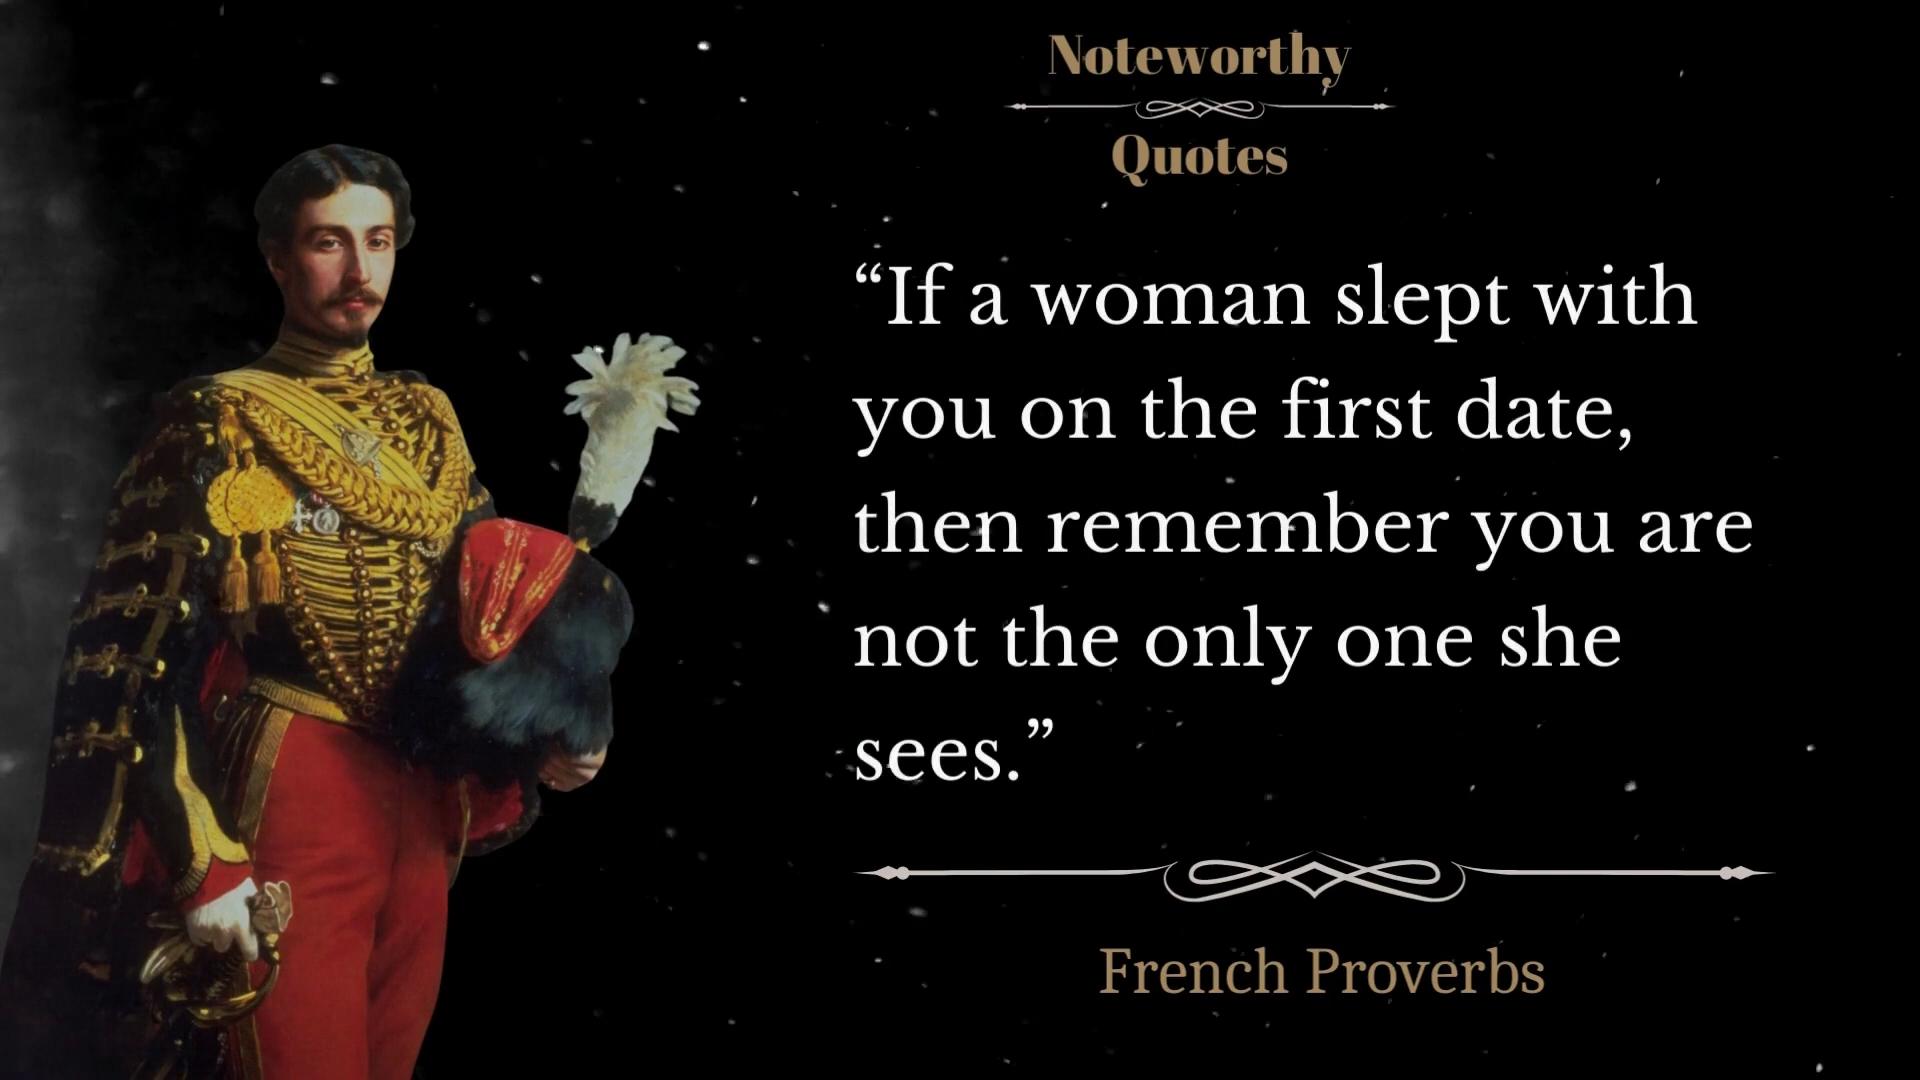 Noteworthy
Quotes
“If a woman slept with
you on the first date,
then remember you are
not the only one she
sees.”
French Proverbs